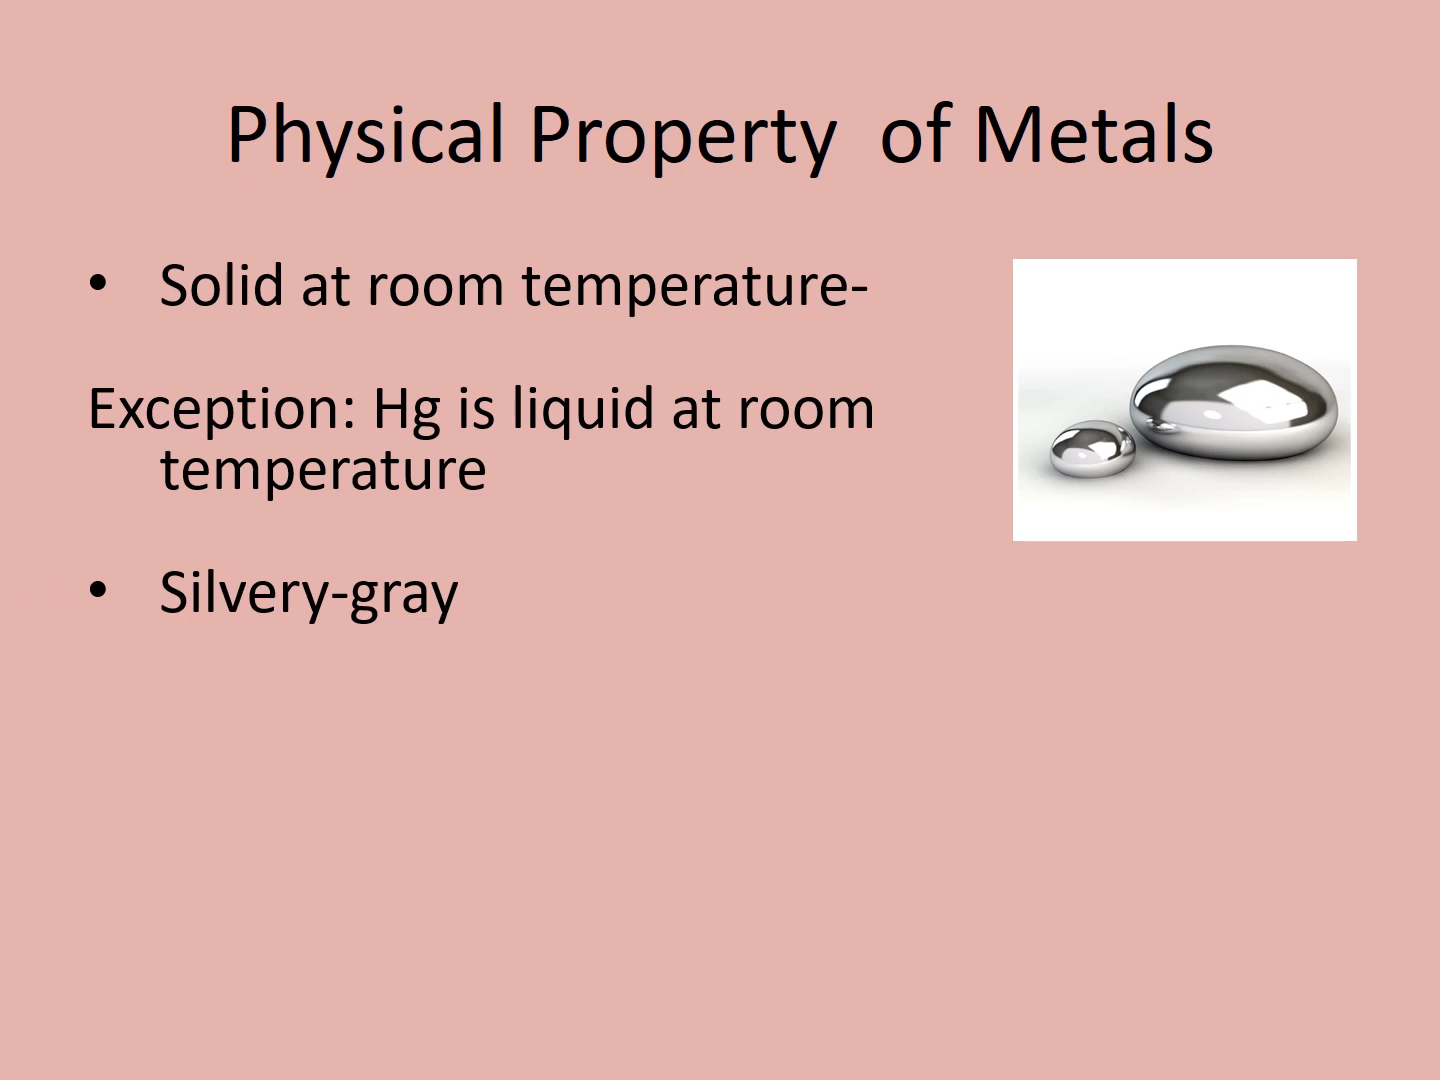 Physical Property  of Metals
• Solid at room temperature-
Exception: Hg is liquid at room
temperature
• Silvery-gray